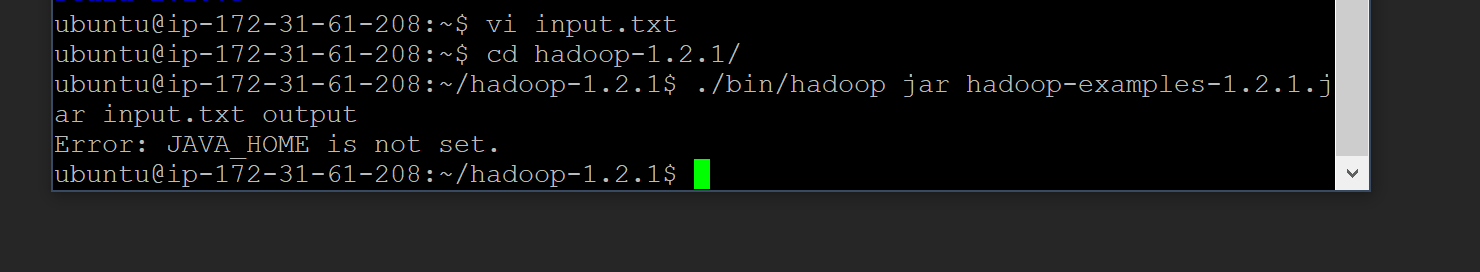 ubuntu@ip-172-31-61-208:~$ vi input.txt
ubuntu@ip-172-31-61-208:~$ cd hadoop-1.2.1/
ubuntu@ip-172-31-61-208:~/hadoop-1.2.1$ ./bin/hadoop jar hadoop-examples-1.2.1.j
ar input.txt output
Error: JAVA_HOME is not set.
ubuntu@ip-172-31-61-208:~/hadoop-1.2.1$